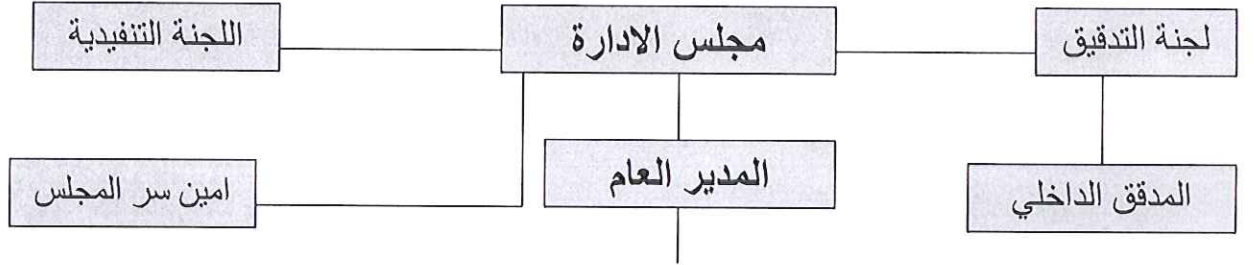 لجنة التدقيق
مجلس الادارة
اللجنة التنفيدية
المدير العام
المدقق الداخلي
امين سر المجلس